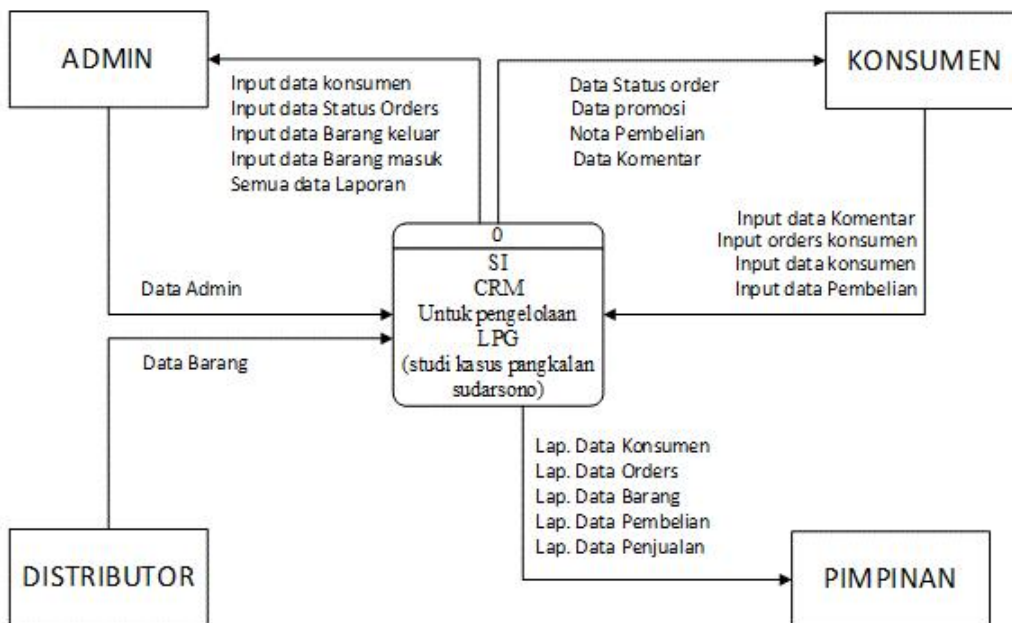 ADMIN
KONSUMEN
Input data konsumen
Input data Status Orders
Input data Barang keluar
Input data Barang masuk
Semua data Laporan
Data Status order
Data promosi
Nota Pembelian
Data Komentar
Input data Komentar
Input orders konsumen
Input data konsumen
Input data Pembelian
Data Admin
Data Barang
0
SI
CRM
Untuk pengelolaan
LPG
(studi kasus pangkalan
sudarsono)
Lap. Data Konsumen
Lap. Data Orders
Lap. Data Barang
Lap. Data Pembelian
Lap. Data Penjualan
DISTRIBUTOR
PIMPINAN